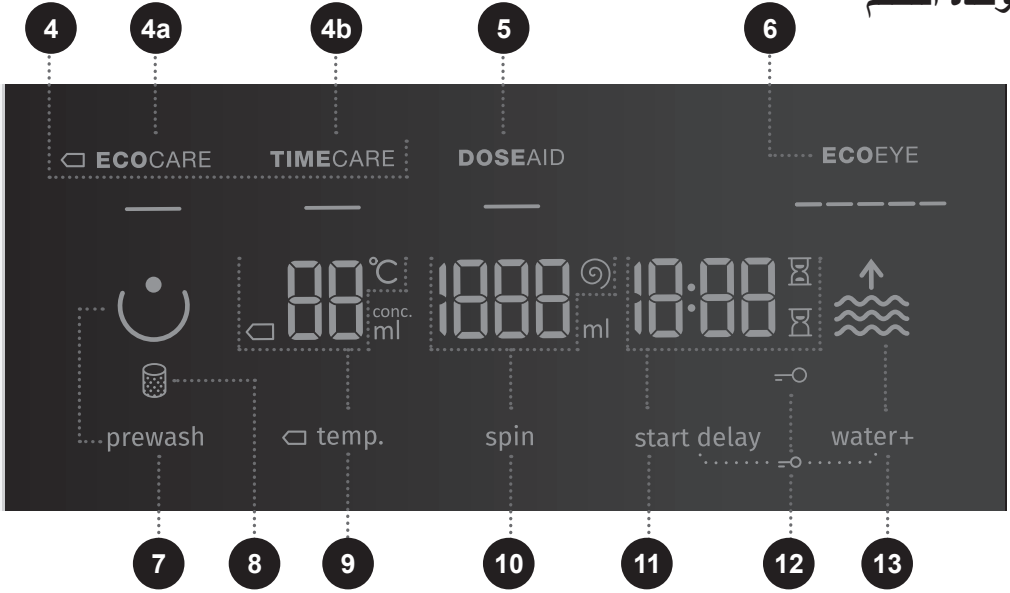 4 4a 4b 5 6
ECOCARE TIMECARE DOSEAID ECOEYE
88 °C 1888 18:88
conc.
ml ml
prewash temp. spin start delay water+
7 8 9 10 11 12 13